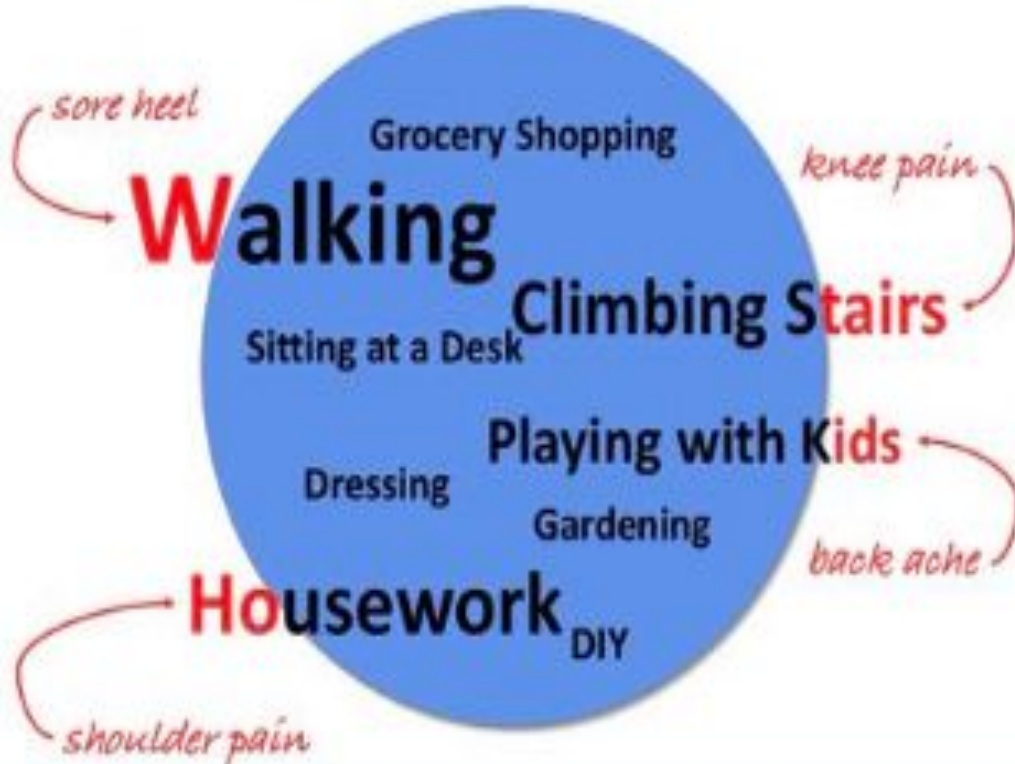 sore heel
Grocery Shopping
knee pain
Walking
Climbing Stairs
Sitting at a Desk
Playing with Kids
Dressing
Gardening
back ache
Housework
DIY
shoulder pain